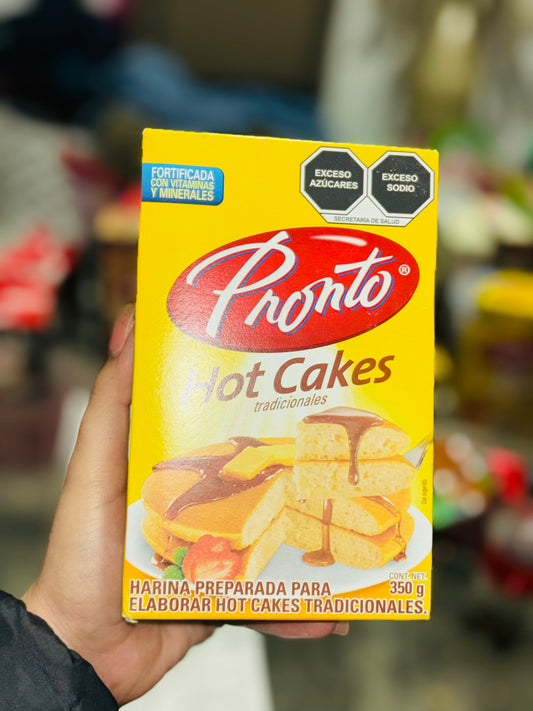 FORTIFICADA
CON VITAMINAS
Y MINERALES
EXCESO
AZÚCARES
EXCESO
SODIO
SECRETARÍA DE SALUD
Pronto®
Hot Cakes
tradicionales
HARINA PREPARADA PARA
ELABORAR HOT CAKES TRADICIONALES.
CONT. NET.
350 g